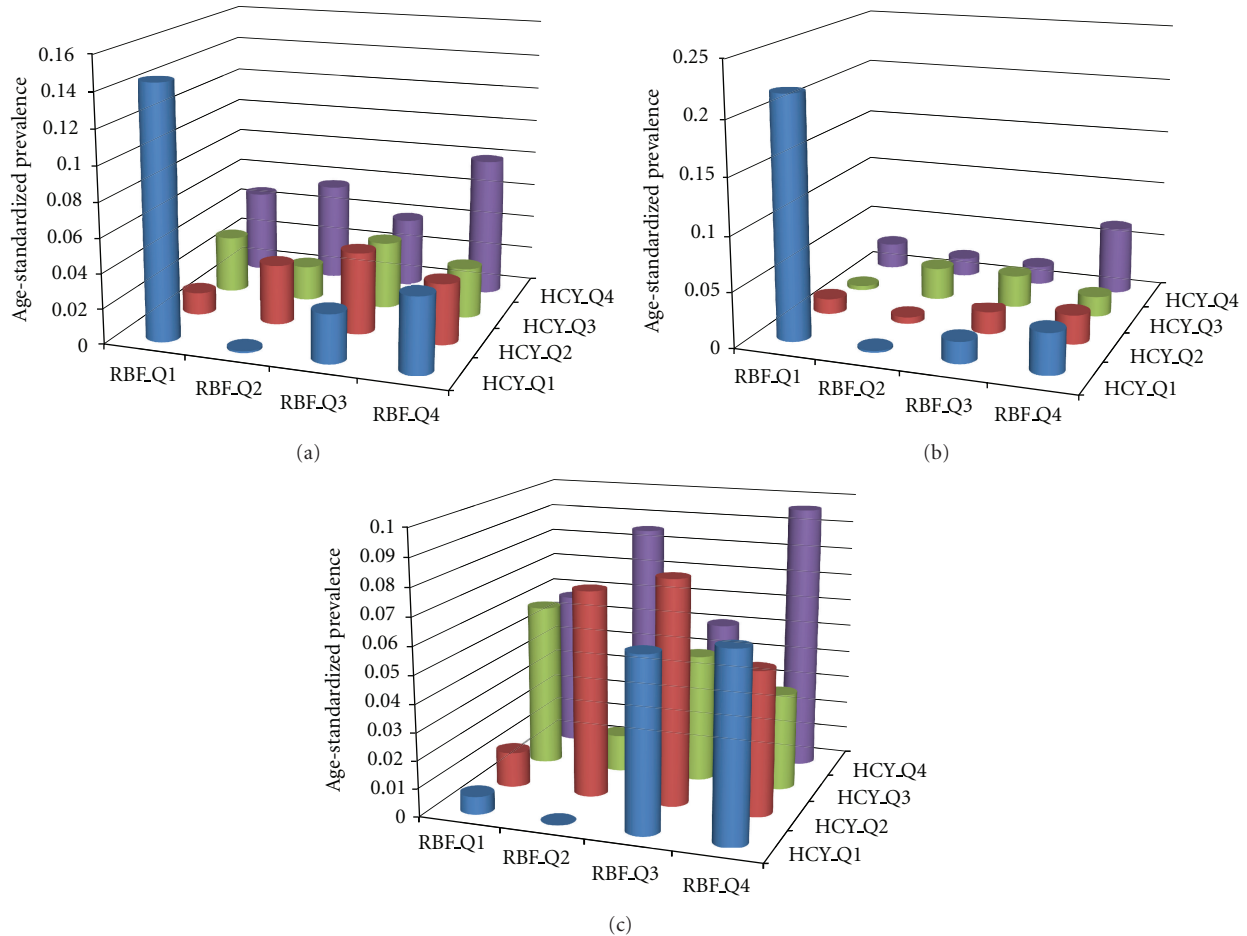 Age-standardized prevalence
0.16
0.14
0.12
0.1
0.08
0.06
0.04
0.02
0
RBF_Q1
RBF_Q2
RBF_Q3
RBF_Q4
HCY_Q4
HCY_Q3
HCY_Q2
HCY_Q1
(a)
Age-standardized prevalence
0.25
0.2
0.15
0.1
0.05
0
RBF_Q1
RBF_Q2
RBF_Q3
RBF_Q4
HCY_Q4
HCY_Q3
HCY_Q2
HCY_Q1
(b)
Age-standardized prevalence
0.1
0.09
0.08
0.07
0.06
0.05
0.04
0.03
0.02
0.01
0
RBF_Q1
RBF_Q2
RBF_Q3
RBF_Q4
HCY_Q4
HCY_Q3
HCY_Q2
HCY_Q1
(c)